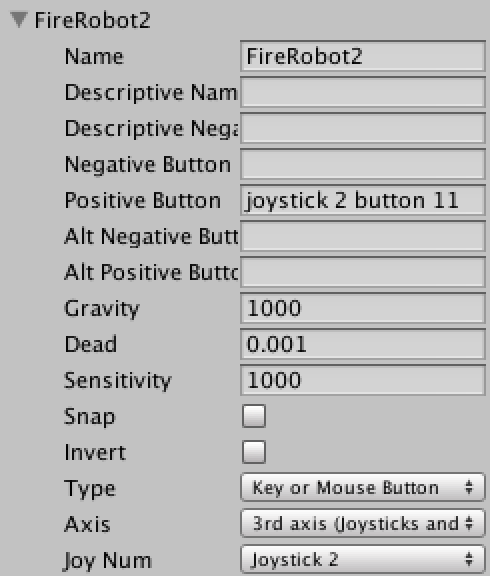 FireRobot2
Name FireRobot2
Descriptive Nam
Descriptive Nega
Negative Button
Positive Button joystick 2 button 11
Alt Negative Butt
Alt Positive Butto
Gravity 1000
Dead 0.001
Sensitivity 1000
Snap
Invert
Type Key or Mouse Button
Axis 3rd axis (Joysticks and
Joy Num Joystick 2